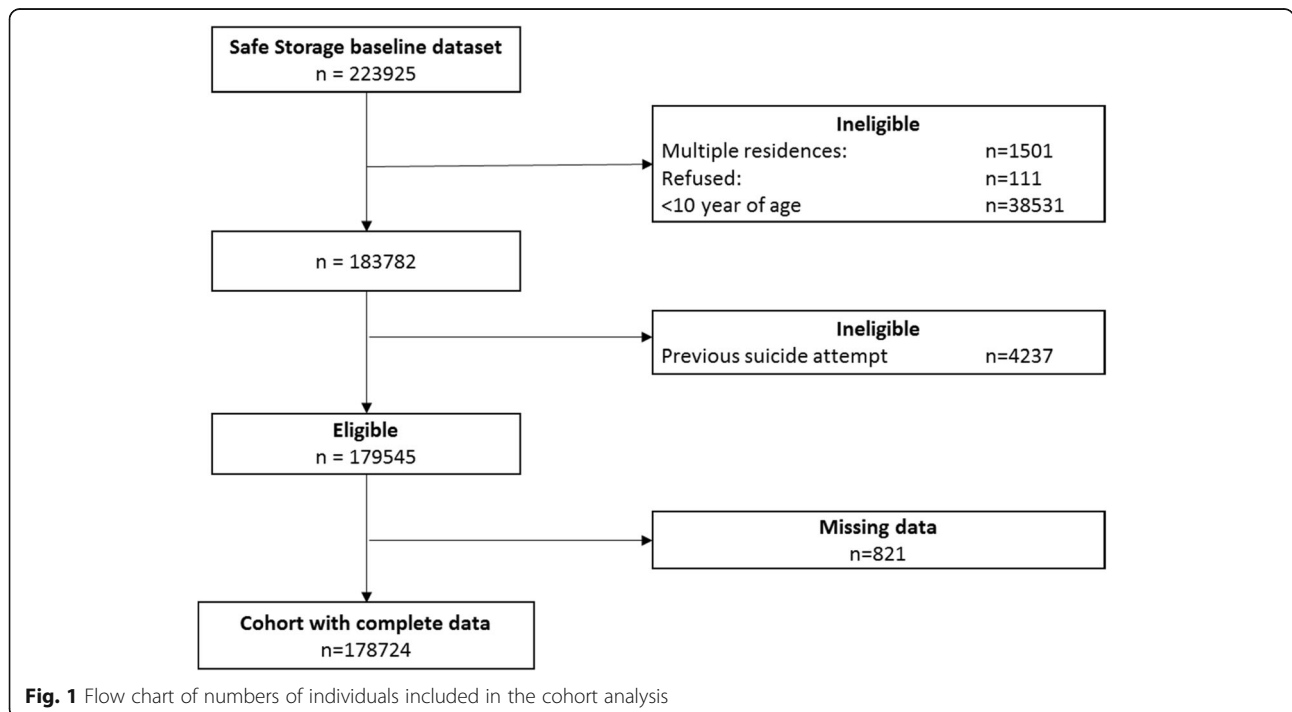 Safe Storage baseline dataset
n = 223925
Ineligible
Multiple residences: n=1501
Refused: n=111
<10 year of age n=38531
n = 183782
Ineligible
Previous suicide attempt n=4237
Eligible
n = 179545
Missing data
n=821
Cohort with complete data
n=178724
Fig. 1 Flow chart of numbers of individuals included in the cohort analysis